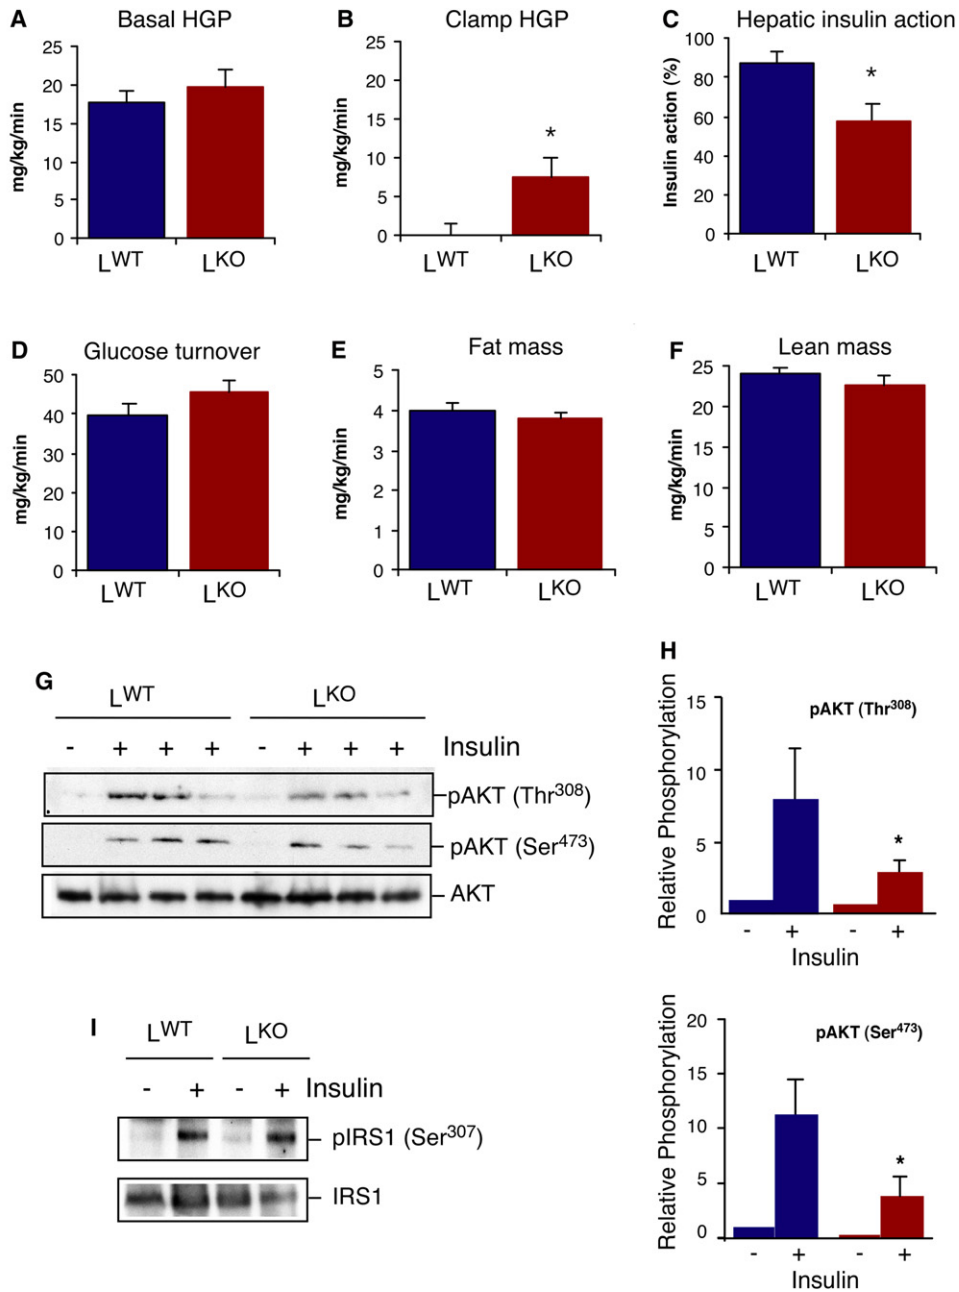 A Basal HGP
mg/kg/min
25
20
15
10
5
0
LWT LKO
B Clamp HGP
mg/kg/min
25
20
15
10
5
0
*
LWT LKO
C Hepatic insulin action
Insulin action (%)
100
80
60
40
20
0
*
LWT LKO
D Glucose turnover
mg/kg/min
50
40
30
20
10
0
LWT LKO
E Fat mass
mg/kg/min
5
4
3
2
1
0
LWT LKO
F Lean mass
mg/kg/min
25
20
15
10
5
0
LWT LKO
G
LWT LKO
- + + + - + + + Insulin
pAKT (Thr308)
pAKT (Ser473)
AKT
H
Relative Phosphorylation
pAKT (Thr308)
15
10
5
0
*
- + - +
Insulin
Relative Phosphorylation
pAKT (Ser473)
20
15
10
5
0
*
- + - +
Insulin
I
LWT LKO
- + - + Insulin
pIRS1 (Ser307)
IRS1